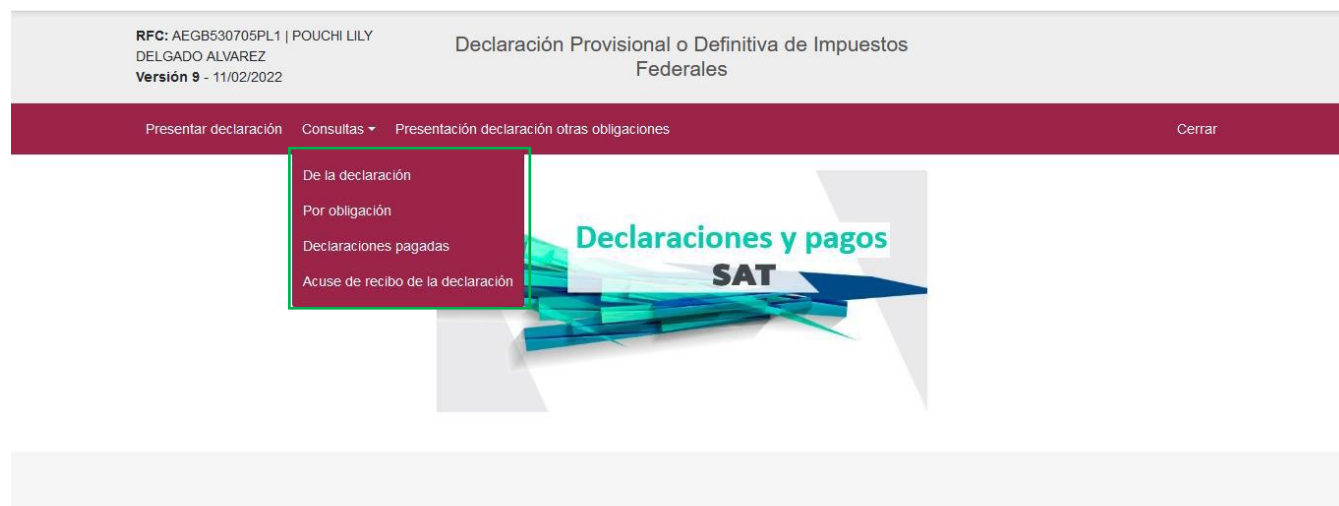 RFC: AEGB530705PL1 | POUCHI LILY
DELGADO ALVAREZ
Versión 9 - 11/02/2022
Declaración Provisional o Definitiva de Impuestos
Federales
Presentar declaración Consultas Presentación declaración otras obligaciones Cerrar
De la declaración
Por obligación
Declaraciones pagadas
Acuse de recibo de la declaración
Declaraciones y pagos
SAT